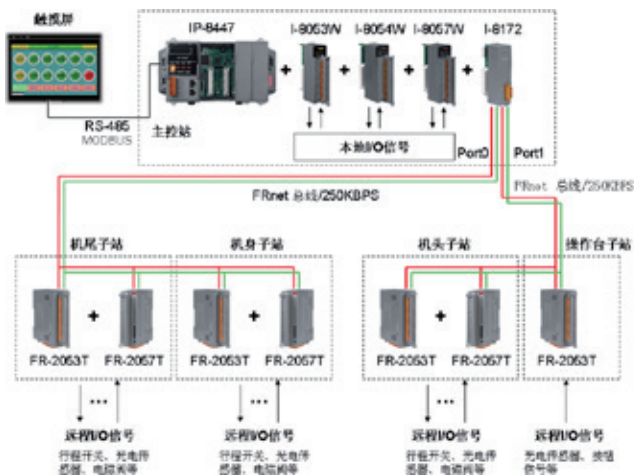 触摸屏
IP-8447
I-8053W
I-8054W
I-8057W
I-8172
RS-485
MODBUS
主控站
本地I/O信号
Port0
Port1
FRnet 总线/250KBPS
FRnet 总线/250KBPS
机尾子站
机身子站
机头子站
操作台子站
FR-2053T
FR-2057T
FR-2053T
FR-2057T
FR-2053T
FR-2057T
FR-2053T
远程I/O信号
行程开关、光电传
感器、电磁阀等
远程I/O信号
行程开关、光电传
感器、电磁阀等
远程I/O信号
行程开关、光电传
感器、电磁阀等
远程I/O信号
光电传感器、按钮
信号等